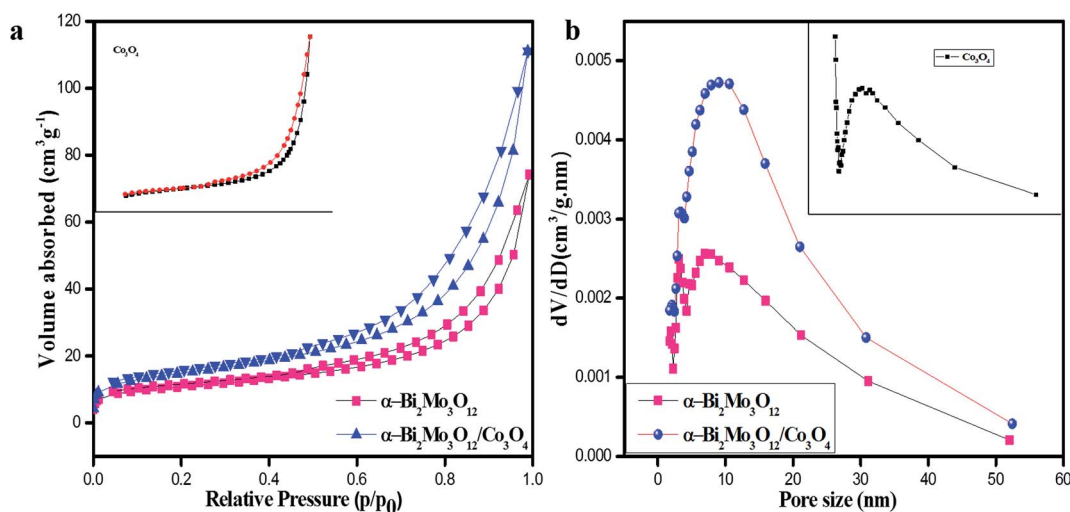 a
120
100
80
60
40
20
0
Volume absorbed (cm³g⁻¹)
Co₃O₄
α–Bi₂Mo₃O₁₂
α–Bi₂Mo₃O₁₂/Co₃O₄
0.0 0.2 0.4 0.6 0.8 1.0
Relative Pressure (p/p₀)
b
0.005
0.004
0.003
0.002
0.001
0.000
dV/dD(cm³/g.nm)
Co₃O₄
α–Bi₂Mo₃O₁₂
α–Bi₂Mo₃O₁₂/Co₃O₄
0 10 20 30 40 50 60
Pore size (nm)